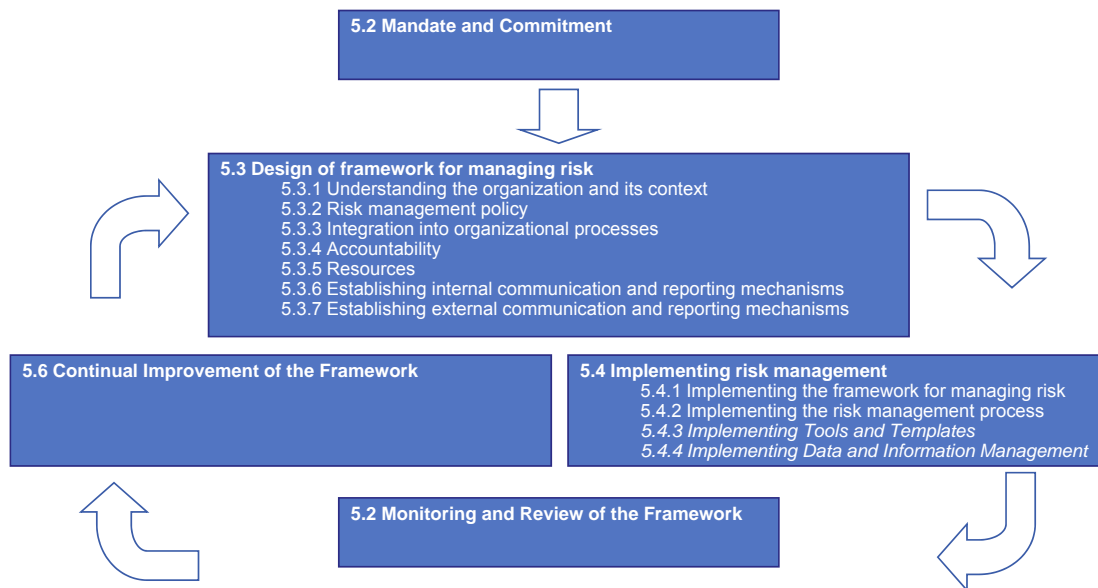 5.2 Mandate and Commitment
5.3 Design of framework for managing risk
5.3.1 Understanding the organization and its context
5.3.2 Risk management policy
5.3.3 Integration into organizational processes
5.3.4 Accountability
5.3.5 Resources
5.3.6 Establishing internal communication and reporting mechanisms
5.3.7 Establishing external communication and reporting mechanisms
5.6 Continual Improvement of the Framework
5.4 Implementing risk management
5.4.1 Implementing the framework for managing risk
5.4.2 Implementing the risk management process
5.4.3 Implementing Tools and Templates
5.4.4 Implementing Data and Information Management
5.2 Monitoring and Review of the Framework